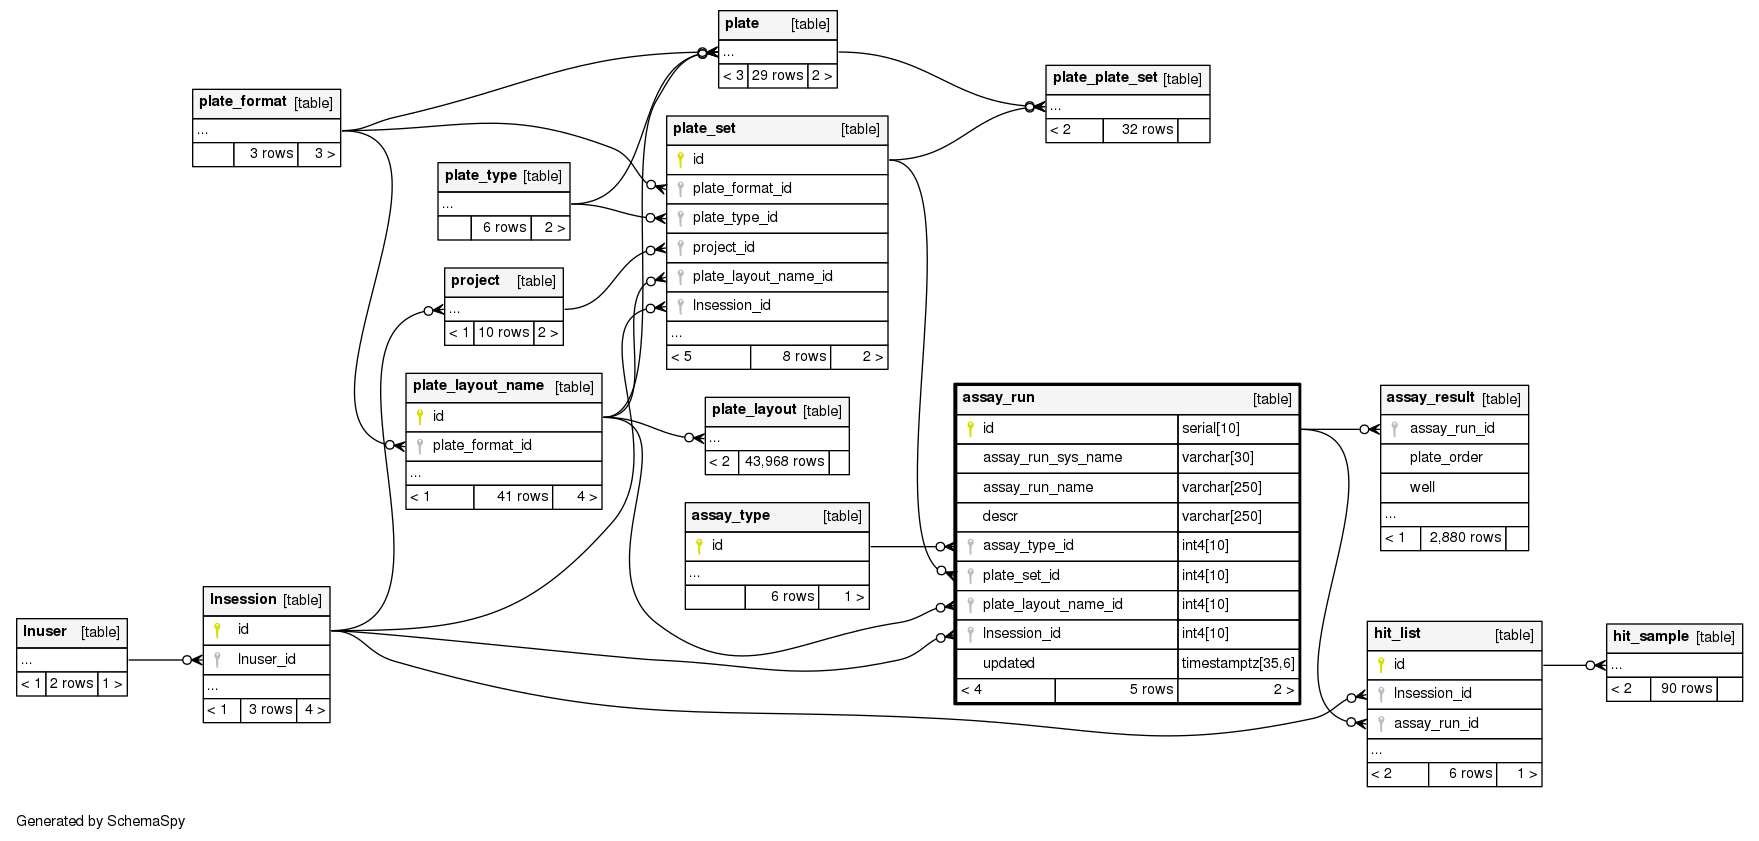 plate [table]
...
< 3 29 rows 2 >
plate_plate_set [table]
...
< 2 32 rows
plate_format [table]
...
3 rows 3 >
plate_set [table]
id
plate_format_id
plate_type_id
project_id
plate_layout_name_id
lnsession_id
...
< 5 8 rows 2 >
plate_type [table]
...
6 rows 2 >
project [table]
...
< 1 10 rows 2 >
plate_layout_name [table]
id
plate_format_id
...
< 1 41 rows 4 >
plate_layout [table]
...
< 2 43,968 rows
assay_run [table]
id serial[10]
assay_run_sys_name varchar[30]
assay_run_name varchar[250]
descr varchar[250]
assay_type_id int4[10]
plate_set_id int4[10]
plate_layout_name_id int4[10]
lnsession_id int4[10]
updated timestamptz[35,6]
< 4 5 rows 2 >
assay_result [table]
assay_run_id
plate_order
well
...
< 1 2,880 rows
assay_type [table]
id
...
6 rows 1 >
lnsession [table]
id
lnuser_id
...
< 1 3 rows 4 >
lnuser [table]
...
< 1 2 rows 1 >
hit_list [table]
id
lnsession_id
assay_run_id
...
< 2 6 rows 1 >
hit_sample [table]
...
< 2 90 rows
Generated by SchemaSpy